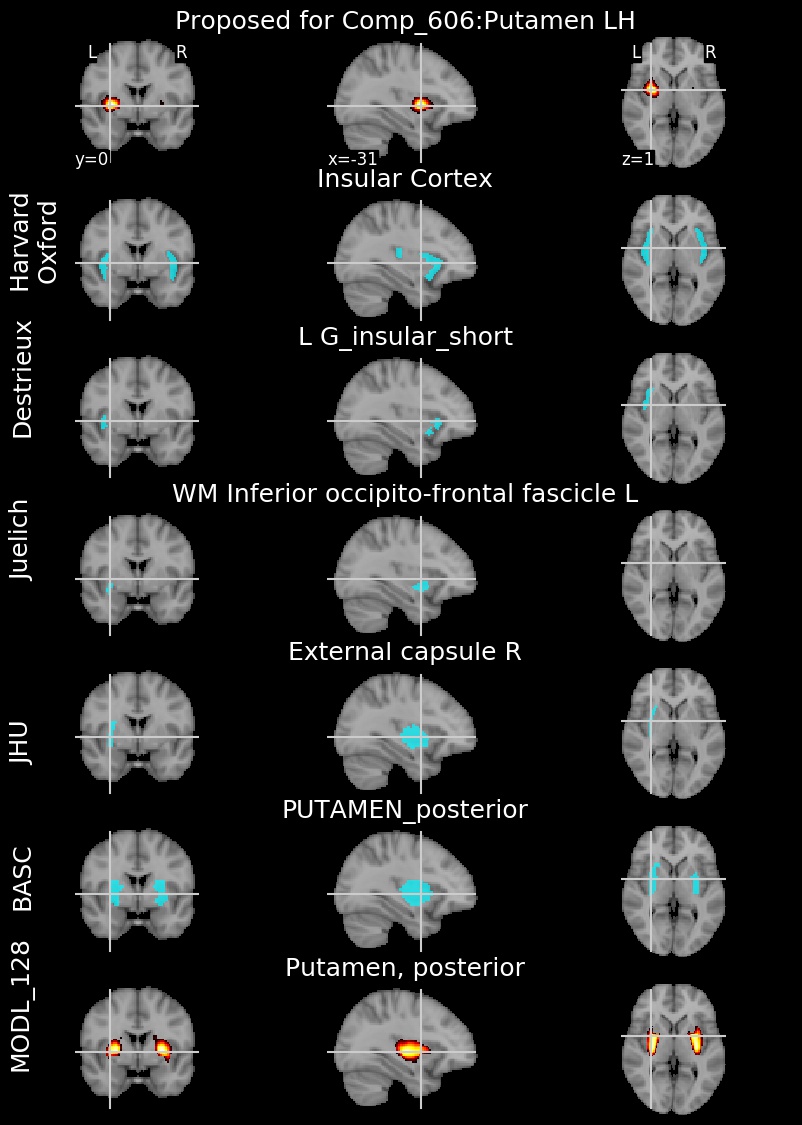 Proposed for Comp_606:Putamen LH
L R L R
y=0 x=-31 z=1
Insular Cortex
Harvard
Oxford
L G_insular_short
Destrieux
WM Inferior occipito-frontal fascicle L
Juelich
External capsule R
JHU
PUTAMEN_posterior
BASC
Putamen, posterior
MODL_128